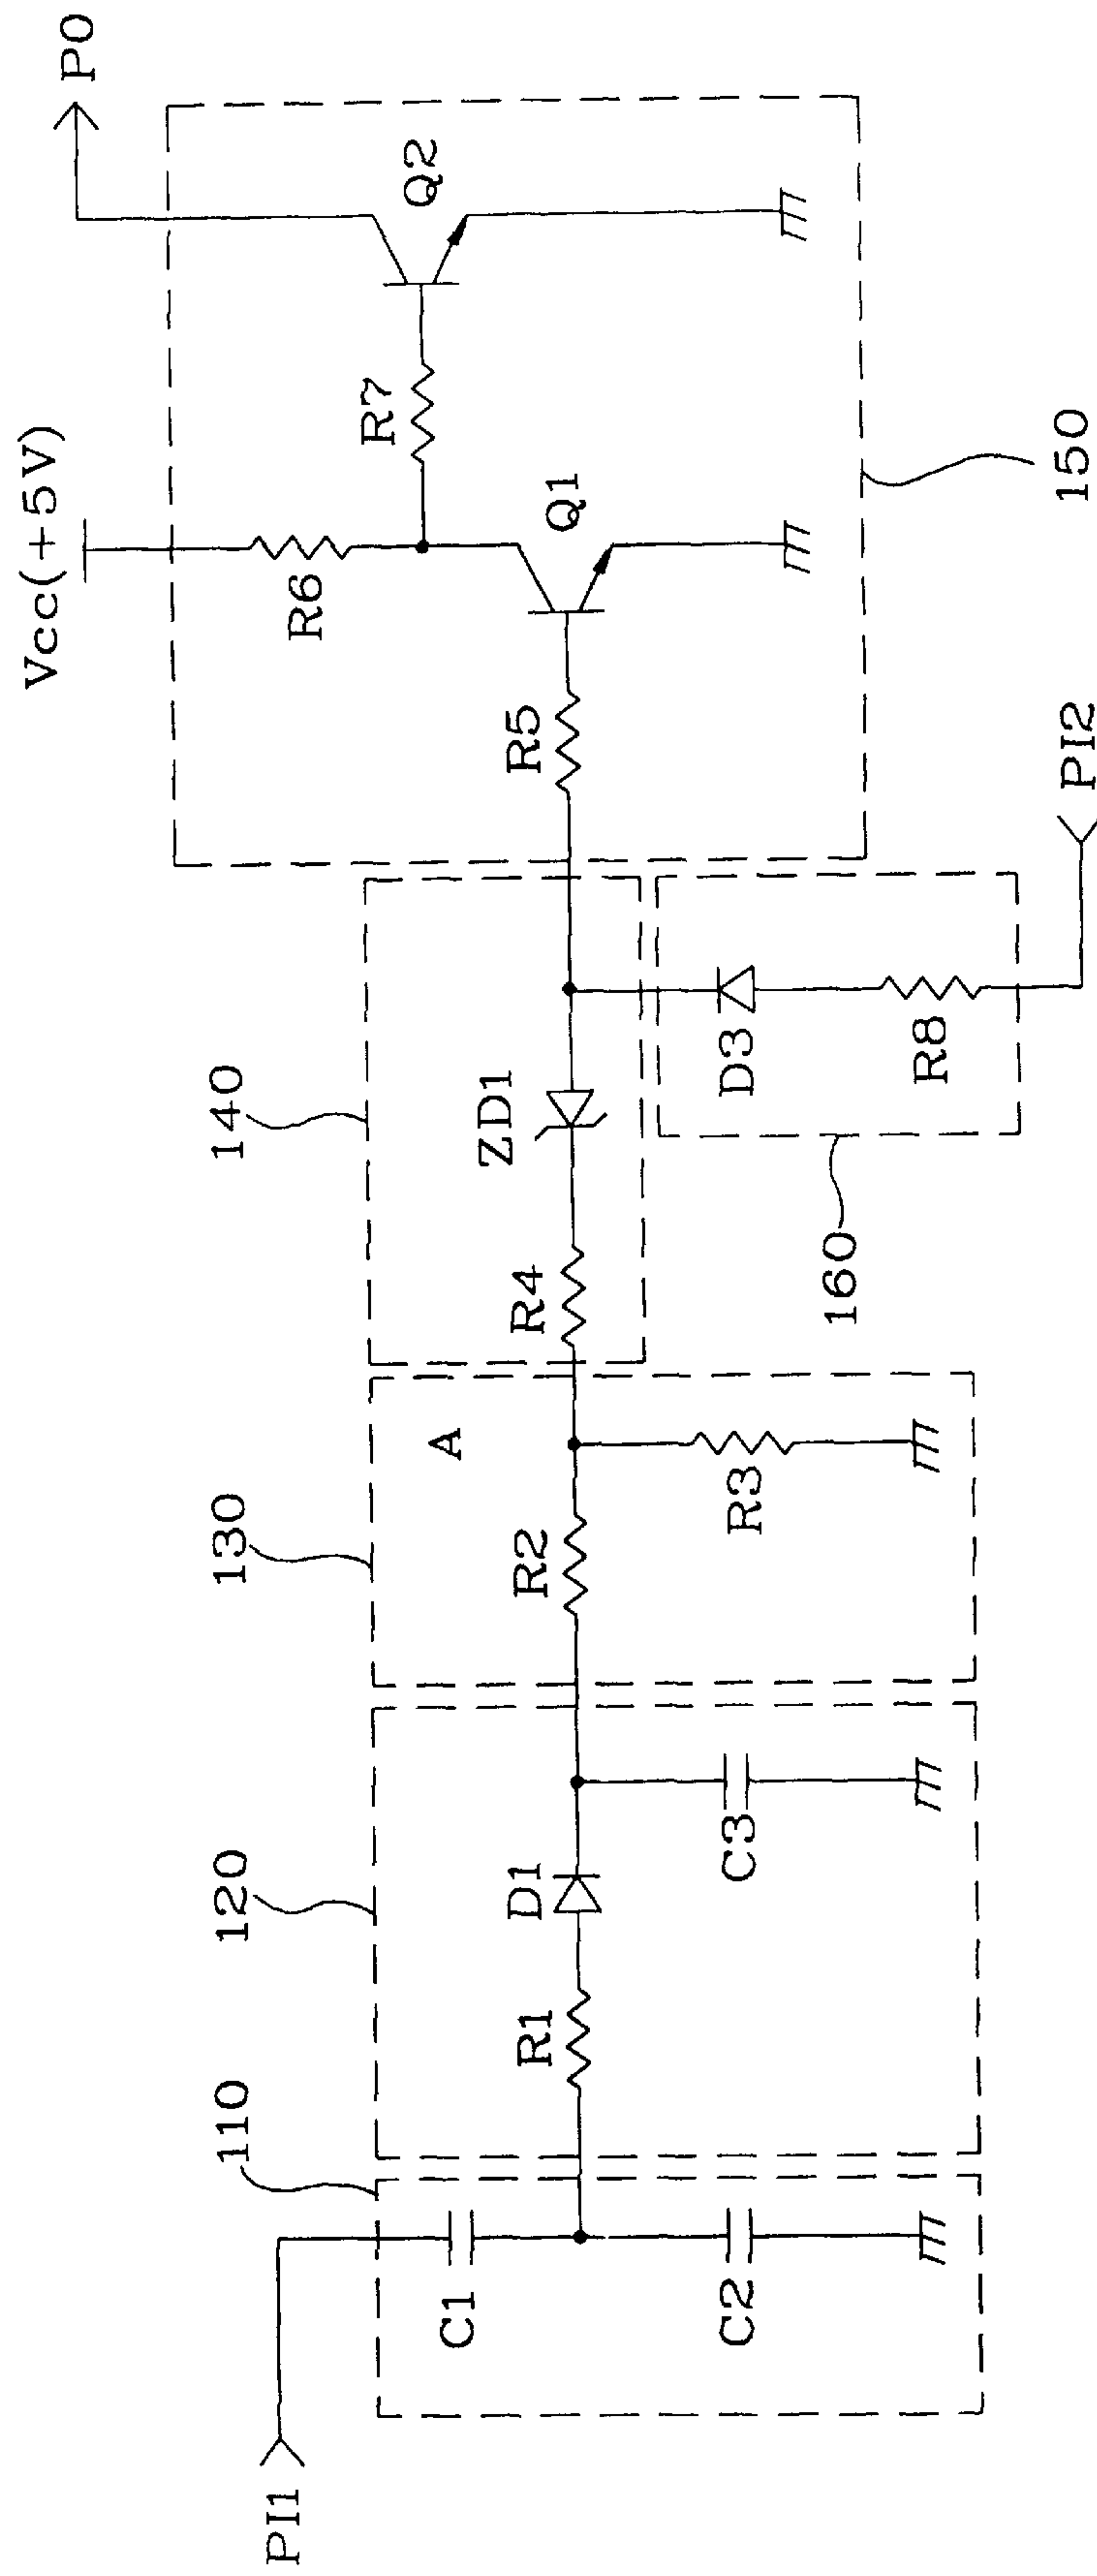 PI1
110
C1
C2
120
R1
D1
C3
130
R2
A
R3
140
R4
ZD1
160
D3
R8
PI2
Vcc(+5V)
R5
R6
Q1
R7
Q2
150
PO